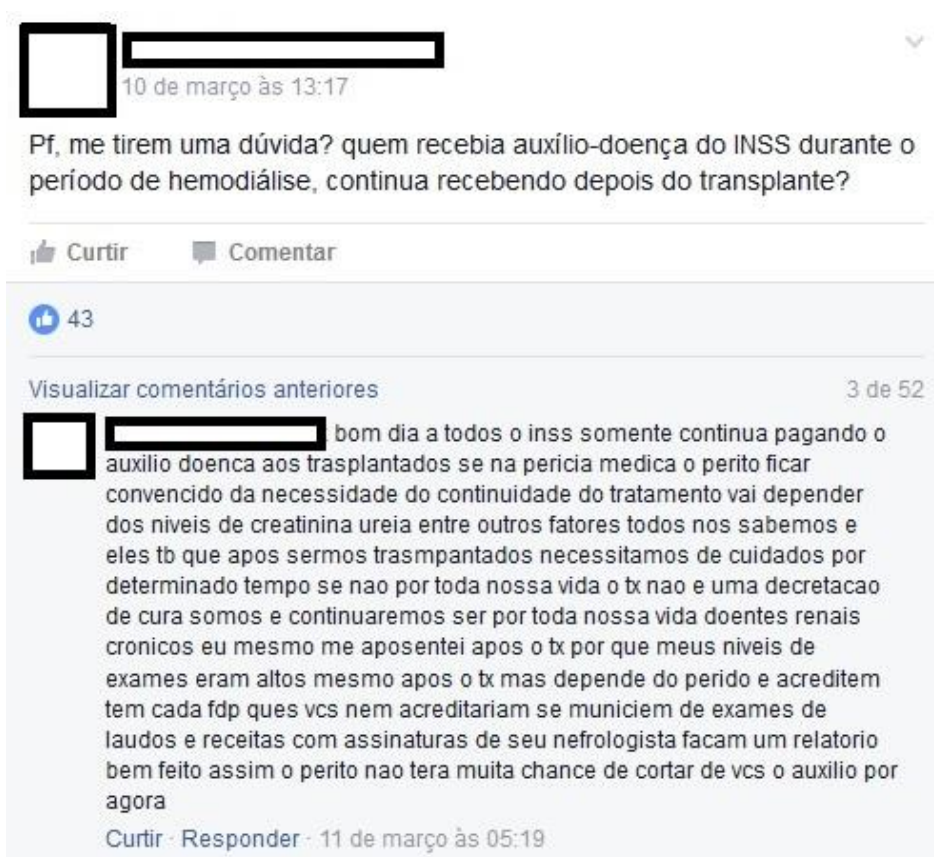 10 de março às 13:17
Pf, me tirem uma dúvida? quem recebia auxílio-doença do INSS durante o
período de hemodiálise, continua recebendo depois do transplante?
Curtir Comentar
43
Visualizar comentários anteriores 3 de 52
bom dia a todos o inss somente continua pagando o
auxilio doenca aos trasplantados se na pericia medica o perito ficar
convencido da necessidade do continuidade do tratamento vai depender
dos niveis de creatinina ureia entre outros fatores todos nos sabemos e
eles tb que apos sermos trasmpantados necessitamos de cuidados por
determinado tempo se nao por toda nossa vida o tx nao e uma decretacao
de cura somos e continuaremos ser por toda nossa vida doentes renais
cronicos eu mesmo me aposentei apos o tx por que meus niveis de
exames eram altos mesmo apos o tx mas depende do perido e acreditem
tem cada fdp ques vcs nem acreditariam se municiem de exames de
laudos e receitas com assinaturas de seu nefrologista facam um relatorio
bem feito assim o perito nao tera muita chance de cortar de vcs o auxilio por
agora
Curtir · Responder · 11 de março às 05:19